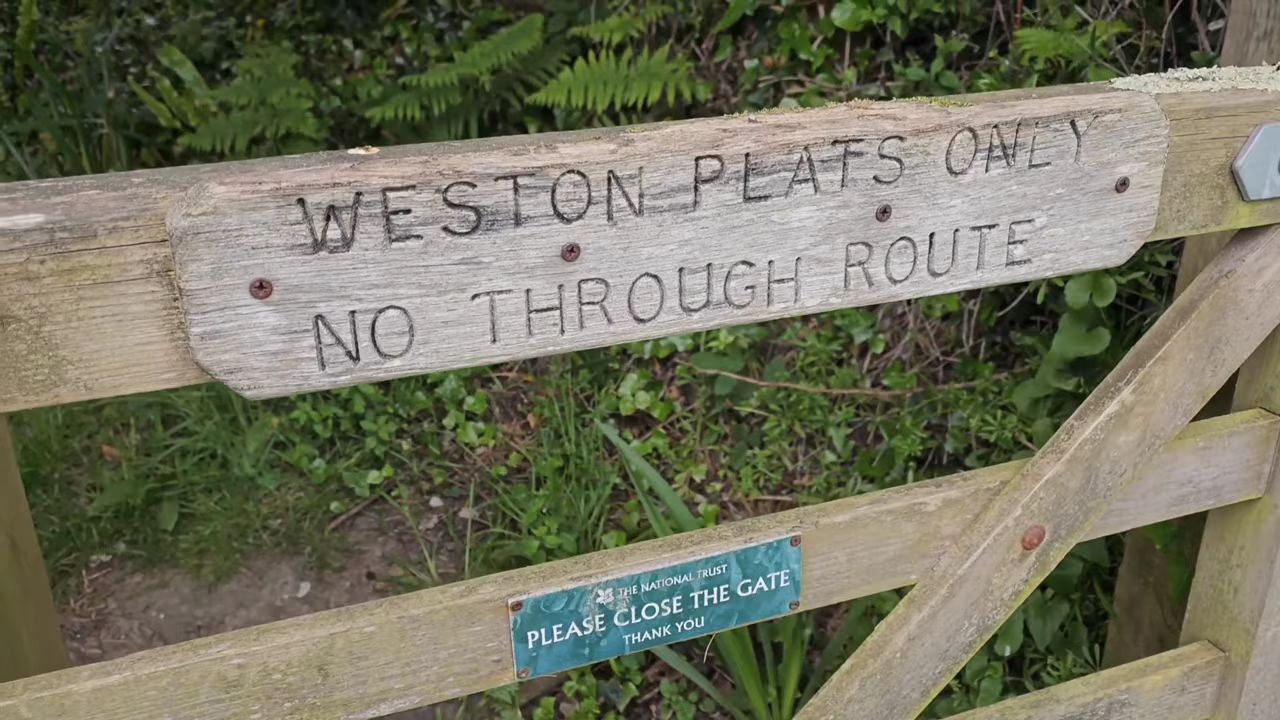 WESTON PLATS ONLY
NO THROUGH ROUTE
THE NATIONAL TRUST
PLEASE CLOSE THE GATE
THANK YOU